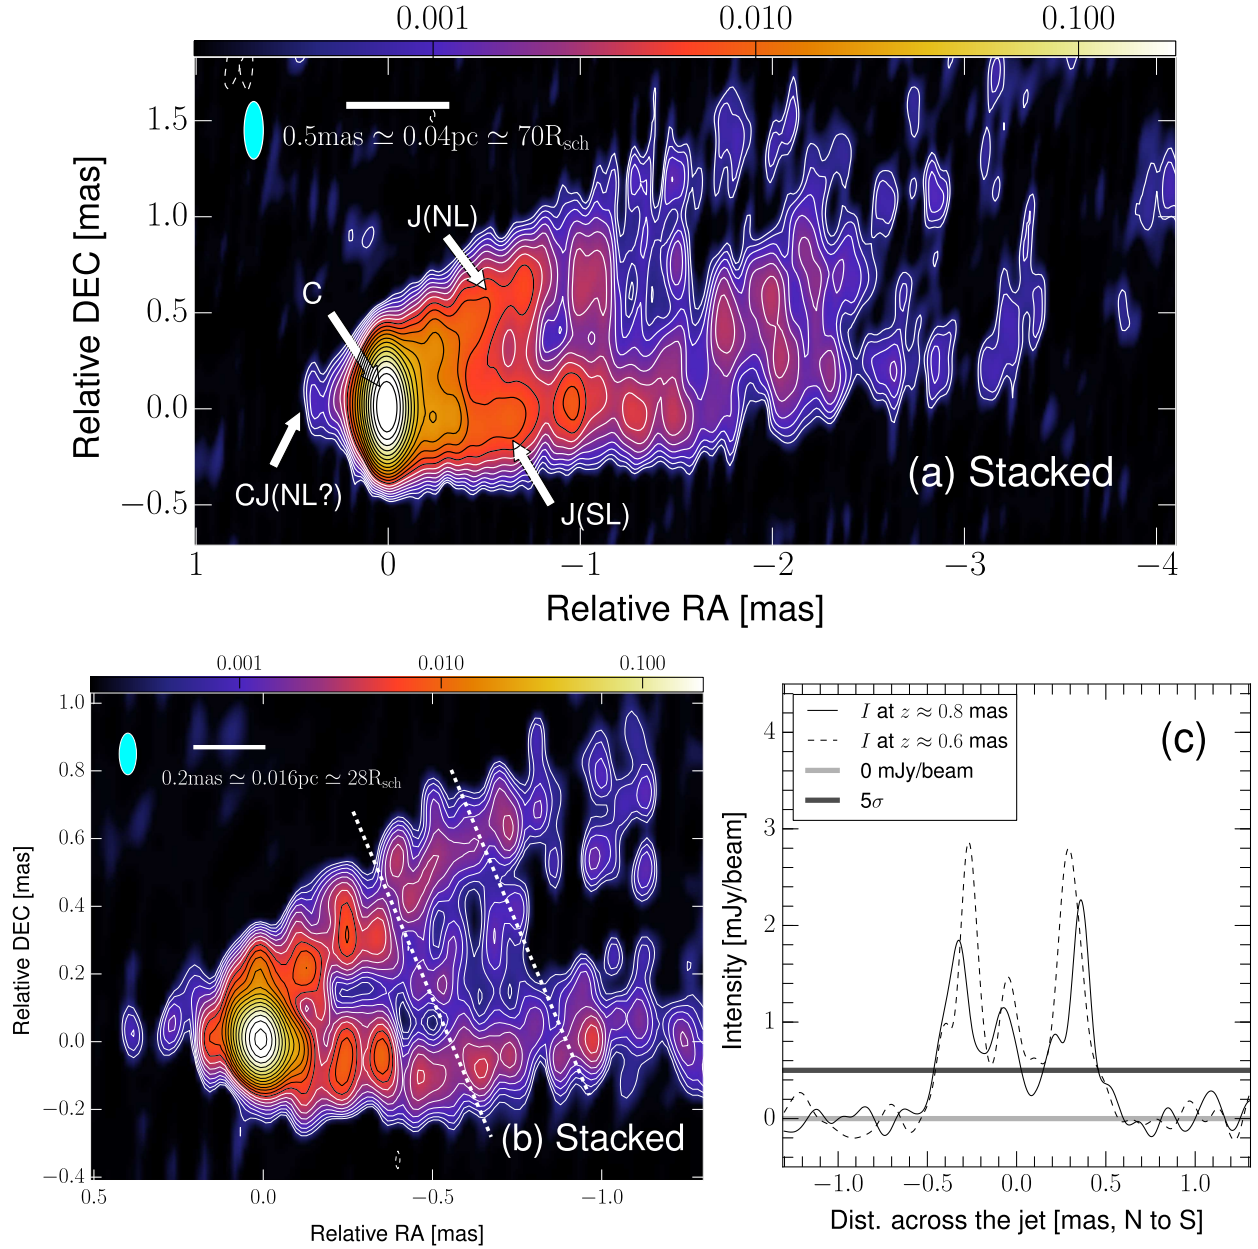 0.001 0.010 0.100
1.5
1.0
0.5
0.0
−0.5
Relative DEC [mas]
0.5mas ≃ 0.04pc ≃ 70R_sch
J(NL)
C
CJ(NL?)
J(SL)
(a) Stacked
1 0 −1 −2 −3 −4
Relative RA [mas]
0.001 0.010 0.100
1.0
0.8
0.6
0.4
0.2
0.0
−0.2
−0.4
Relative DEC [mas]
0.2mas ≃ 0.016pc ≃ 28R_sch
(b) Stacked
0.5 0.0 −0.5 −1.0
Relative RA [mas]
I at z ≈ 0.8 mas
I at z ≈ 0.6 mas
0 mJy/beam
5σ
(c)
4
3
2
1
0
Intensity [mJy/beam]
−1.0 −0.5 0.0 0.5 1.0
Dist. across the jet [mas, N to S]